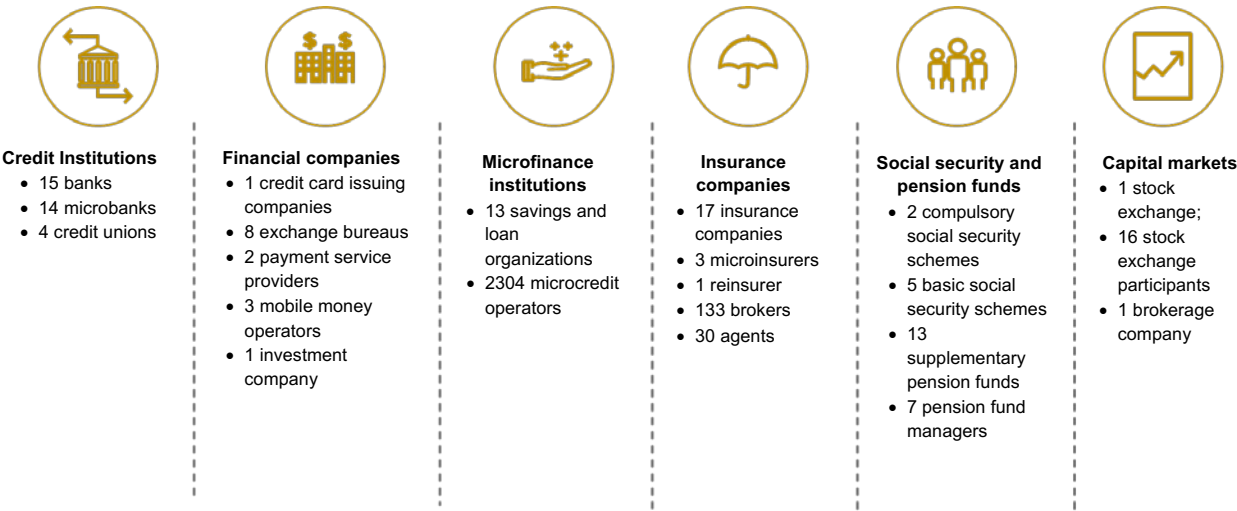 $ $
Credit Institutions
• 15 banks
• 14 microbanks
• 4 credit unions
Financial companies
• 1 credit card issuing
companies
• 8 exchange bureaus
• 2 payment service
providers
• 3 mobile money
operators
• 1 investment
company
Microfinance
institutions
• 13 savings and
loan
organizations
• 2304 microcredit
operators
Insurance
companies
• 17 insurance
companies
• 3 microinsurers
• 1 reinsurer
• 133 brokers
• 30 agents
Social security and
pension funds
• 2 compulsory
social security
schemes
• 5 basic social
security schemes
• 13
supplementary
pension funds
• 7 pension fund
managers
Capital markets
• 1 stock
exchange;
• 16 stock
exchange
participants
• 1 brokerage
company